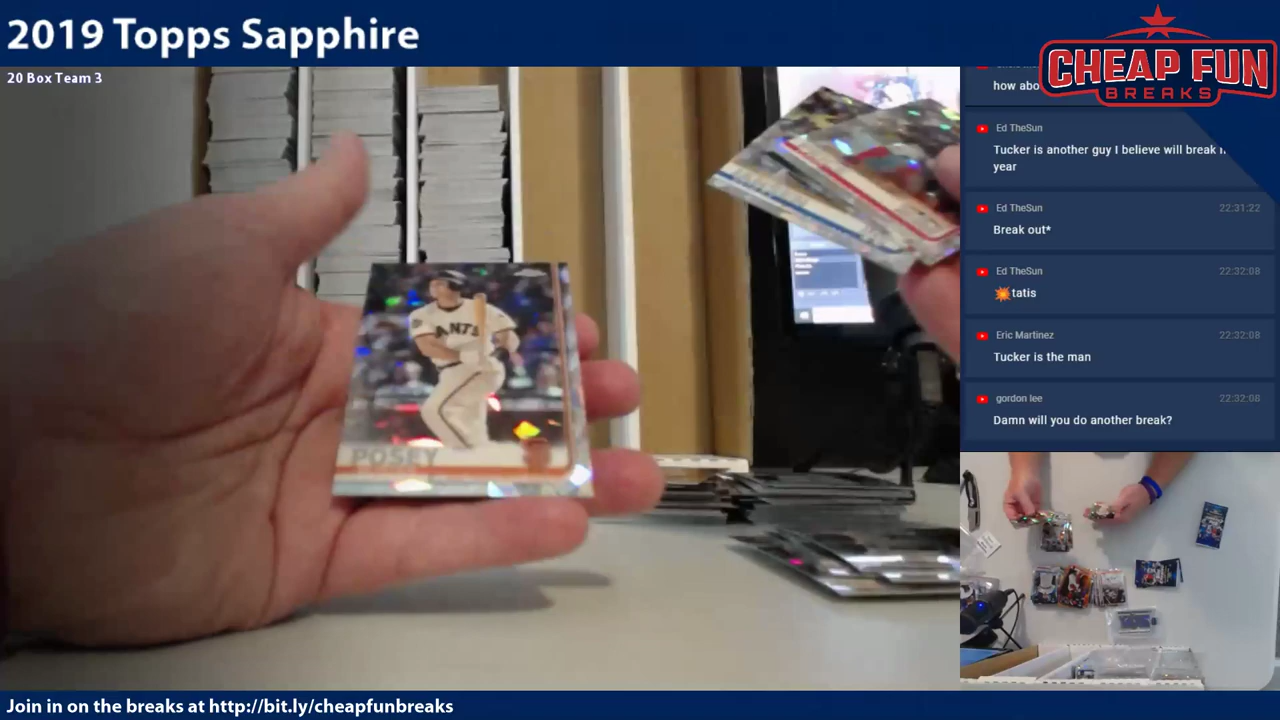 2019 Topps Sapphire
20 Box Team 3
CHEAP FUN
BREAKS
how abo
Ed TheSun
Tucker is another guy I believe will break
year
Ed TheSun 22:31:22
Break out*
Ed TheSun 22:32:08
💥tatis
Eric Martinez 22:32:08
Tucker is the man
gordon lee 22:32:08
Damn will you do another break?
ANTS
POSEY
Join in on the breaks at http://bit.ly/cheapfunbreaks